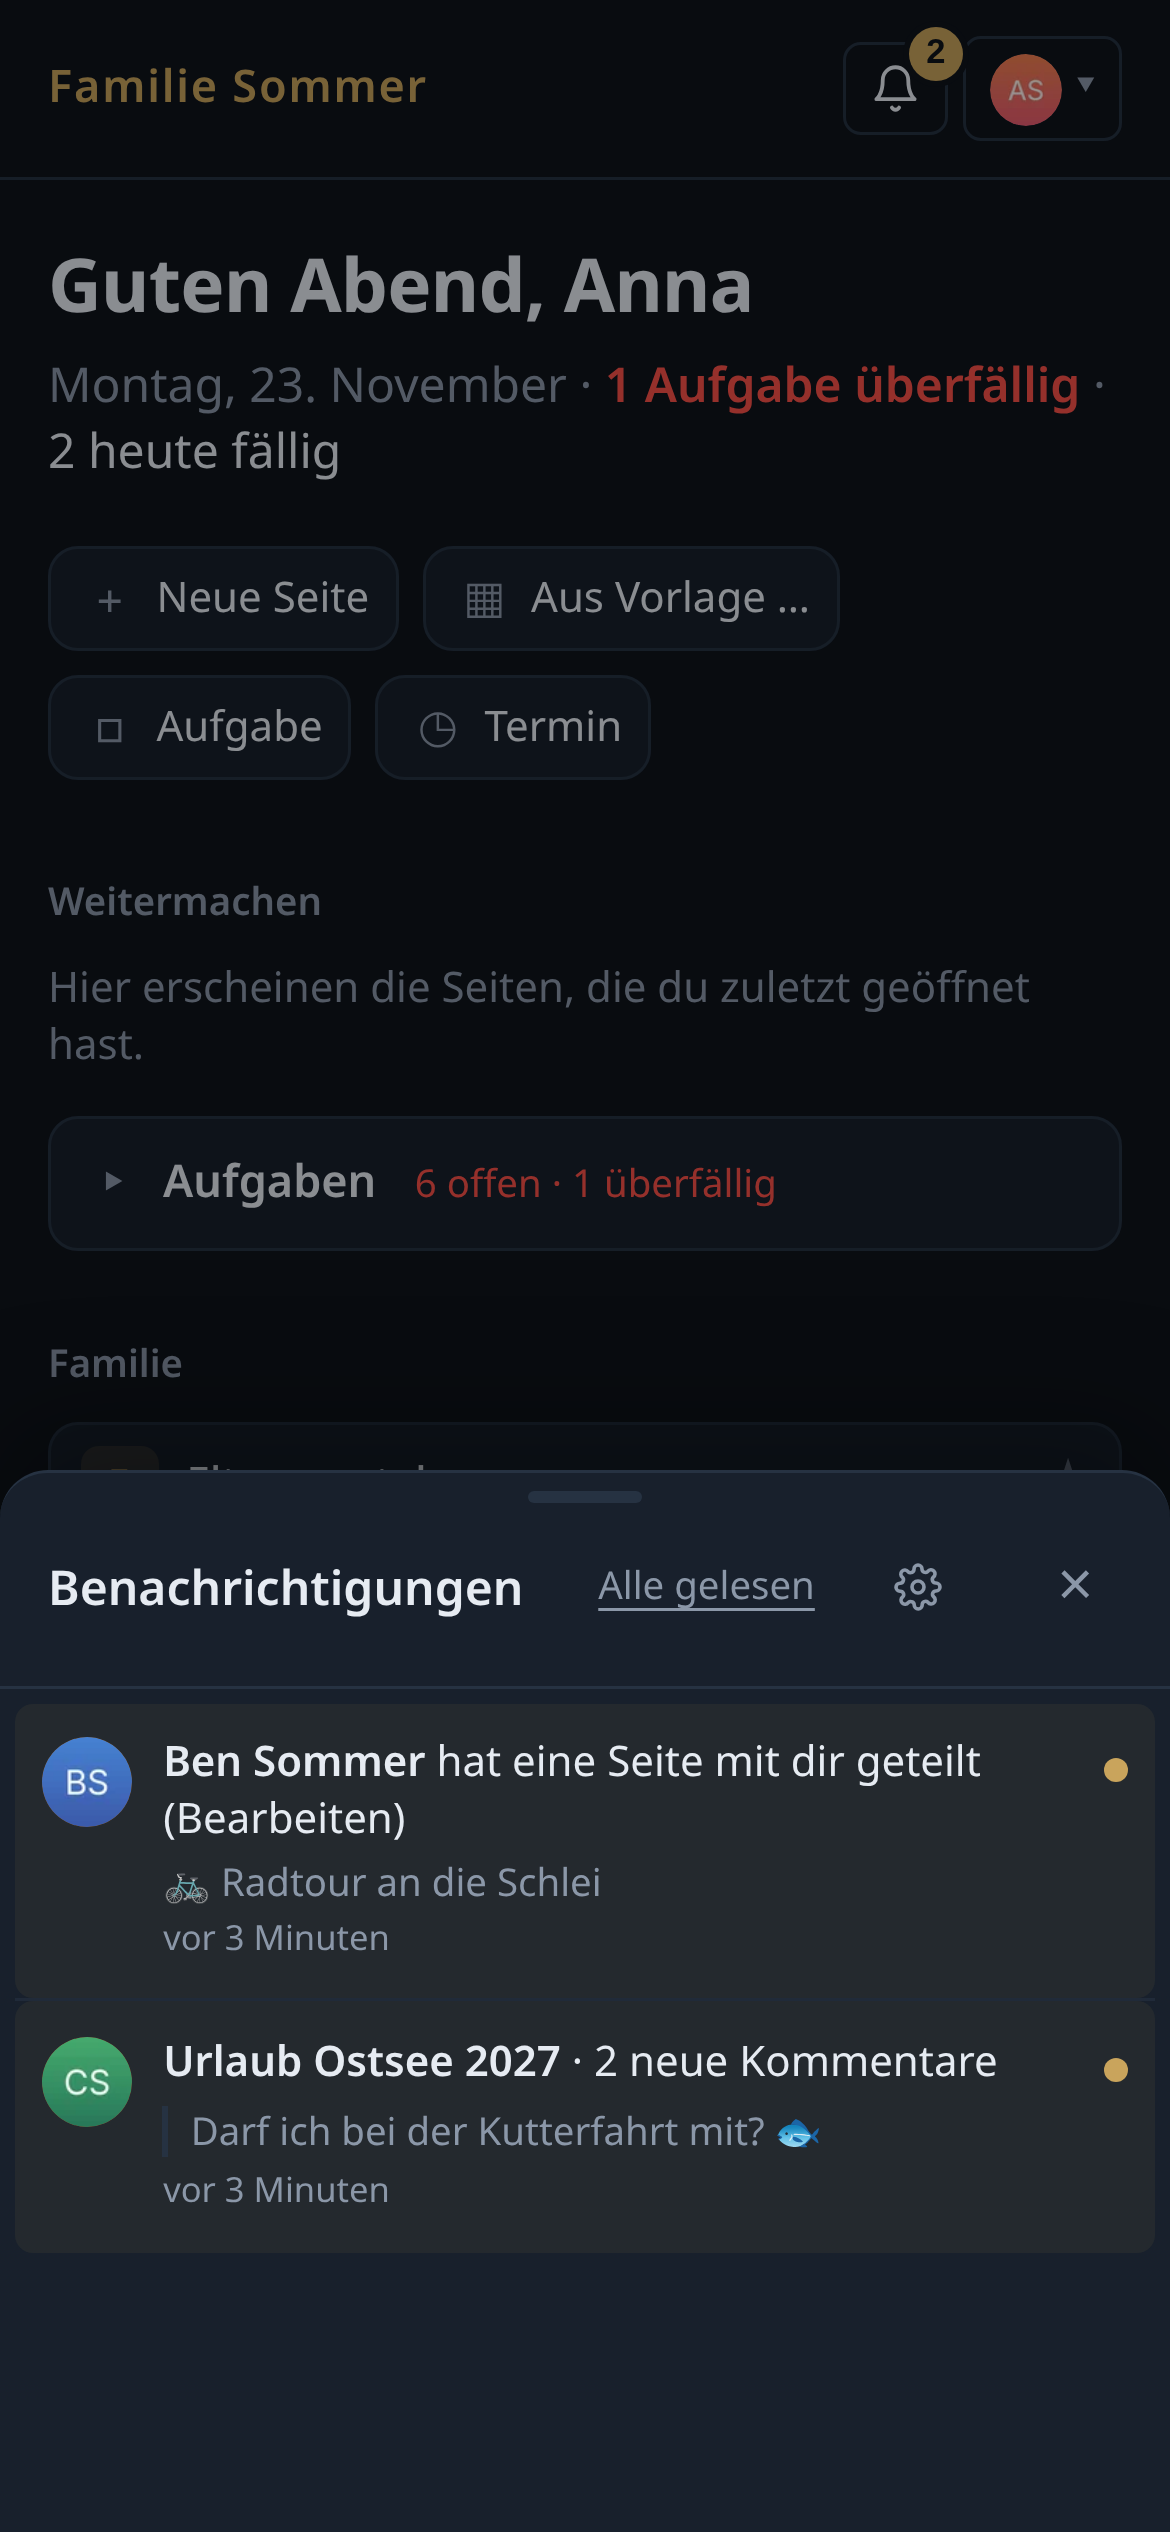 Familie Sommer
2
AS
Guten Abend, Anna
Montag, 23. November · 1 Aufgabe überfällig ·
2 heute fällig
Neue Seite
Aus Vorlage ...
Aufgabe
Termin
Weitermachen
Hier erscheinen die Seiten, die du zuletzt geöffnet
hast.
Aufgaben 6 offen · 1 überfällig
Familie
Benachrichtigungen Alle gelesen
BS
Ben Sommer hat eine Seite mit dir geteilt
(Bearbeiten)
🚲 Radtour an die Schlei
vor 3 Minuten
CS
Urlaub Ostsee 2027 · 2 neue Kommentare
Darf ich bei der Kutterfahrt mit? 🐟
vor 3 Minuten